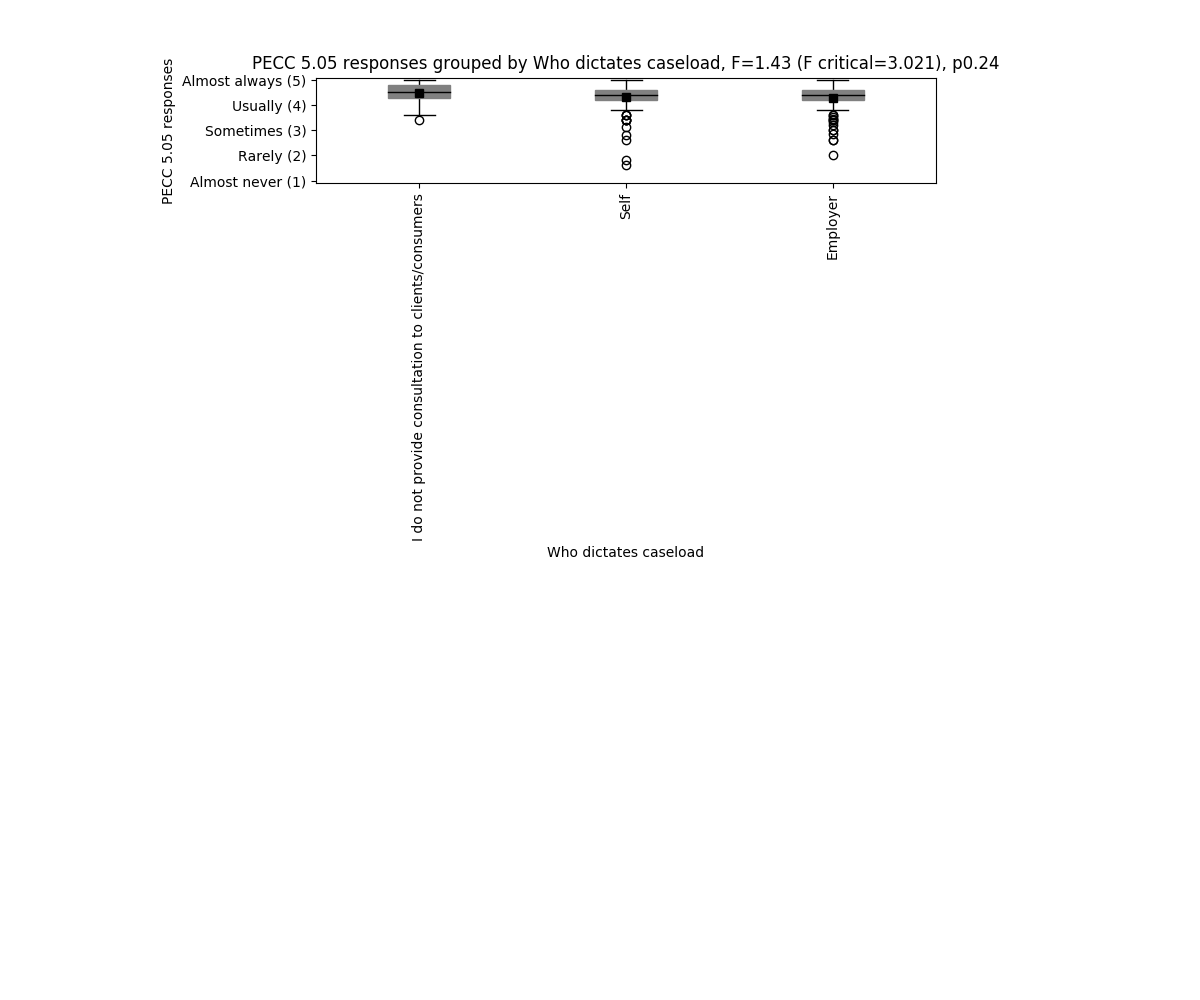 PECC 5.05 responses grouped by Who dictates caseload, F=1.43 (F critical=3.021), p0.24
PECC 5.05 responses
Almost always (5)
Usually (4)
Sometimes (3)
Rarely (2)
Almost never (1)
I do not provide consultation to clients/consumers
Self
Employer
Who dictates caseload